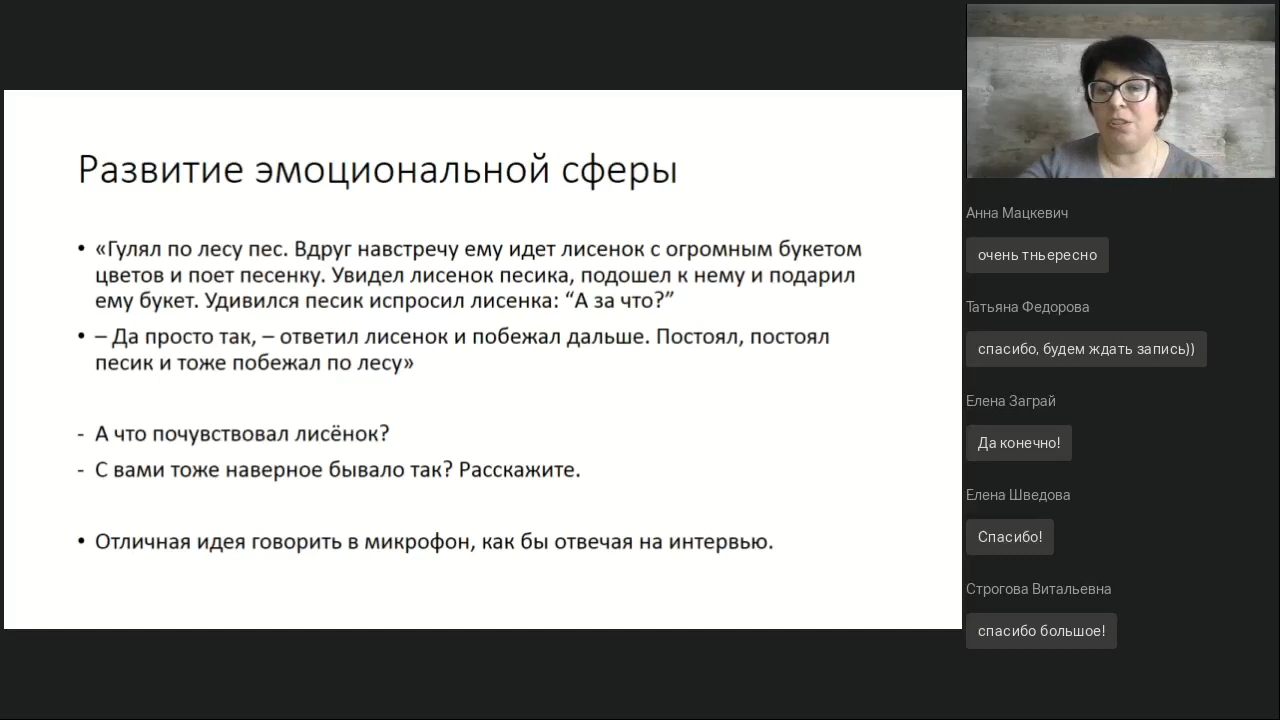 Развитие эмоциональной сферы
• «Гулял по лесу пес. Вдруг навстречу ему идет лисенок с огромным букетом
цветов и поет песенку. Увидел лисенок песика, подошел к нему и подарил
ему букет. Удивился песик испросил лисенка: “А за что?”
• – Да просто так, – ответил лисенок и побежал дальше. Постоял, постоял
песик и тоже побежал по лесу»
- А что почувствовал лисёнок?
- С вами тоже наверное бывало так? Расскажите.
• Отличная идея говорить в микрофон, как бы отвечая на интервью.
Анна Мацкевич
очень тньересно
Татьяна Федорова
спасибо, будем ждать запись))
Елена Заграй
Да конечно!
Елена Шведова
Спасибо!
Строгова Витальевна
спасибо большое!